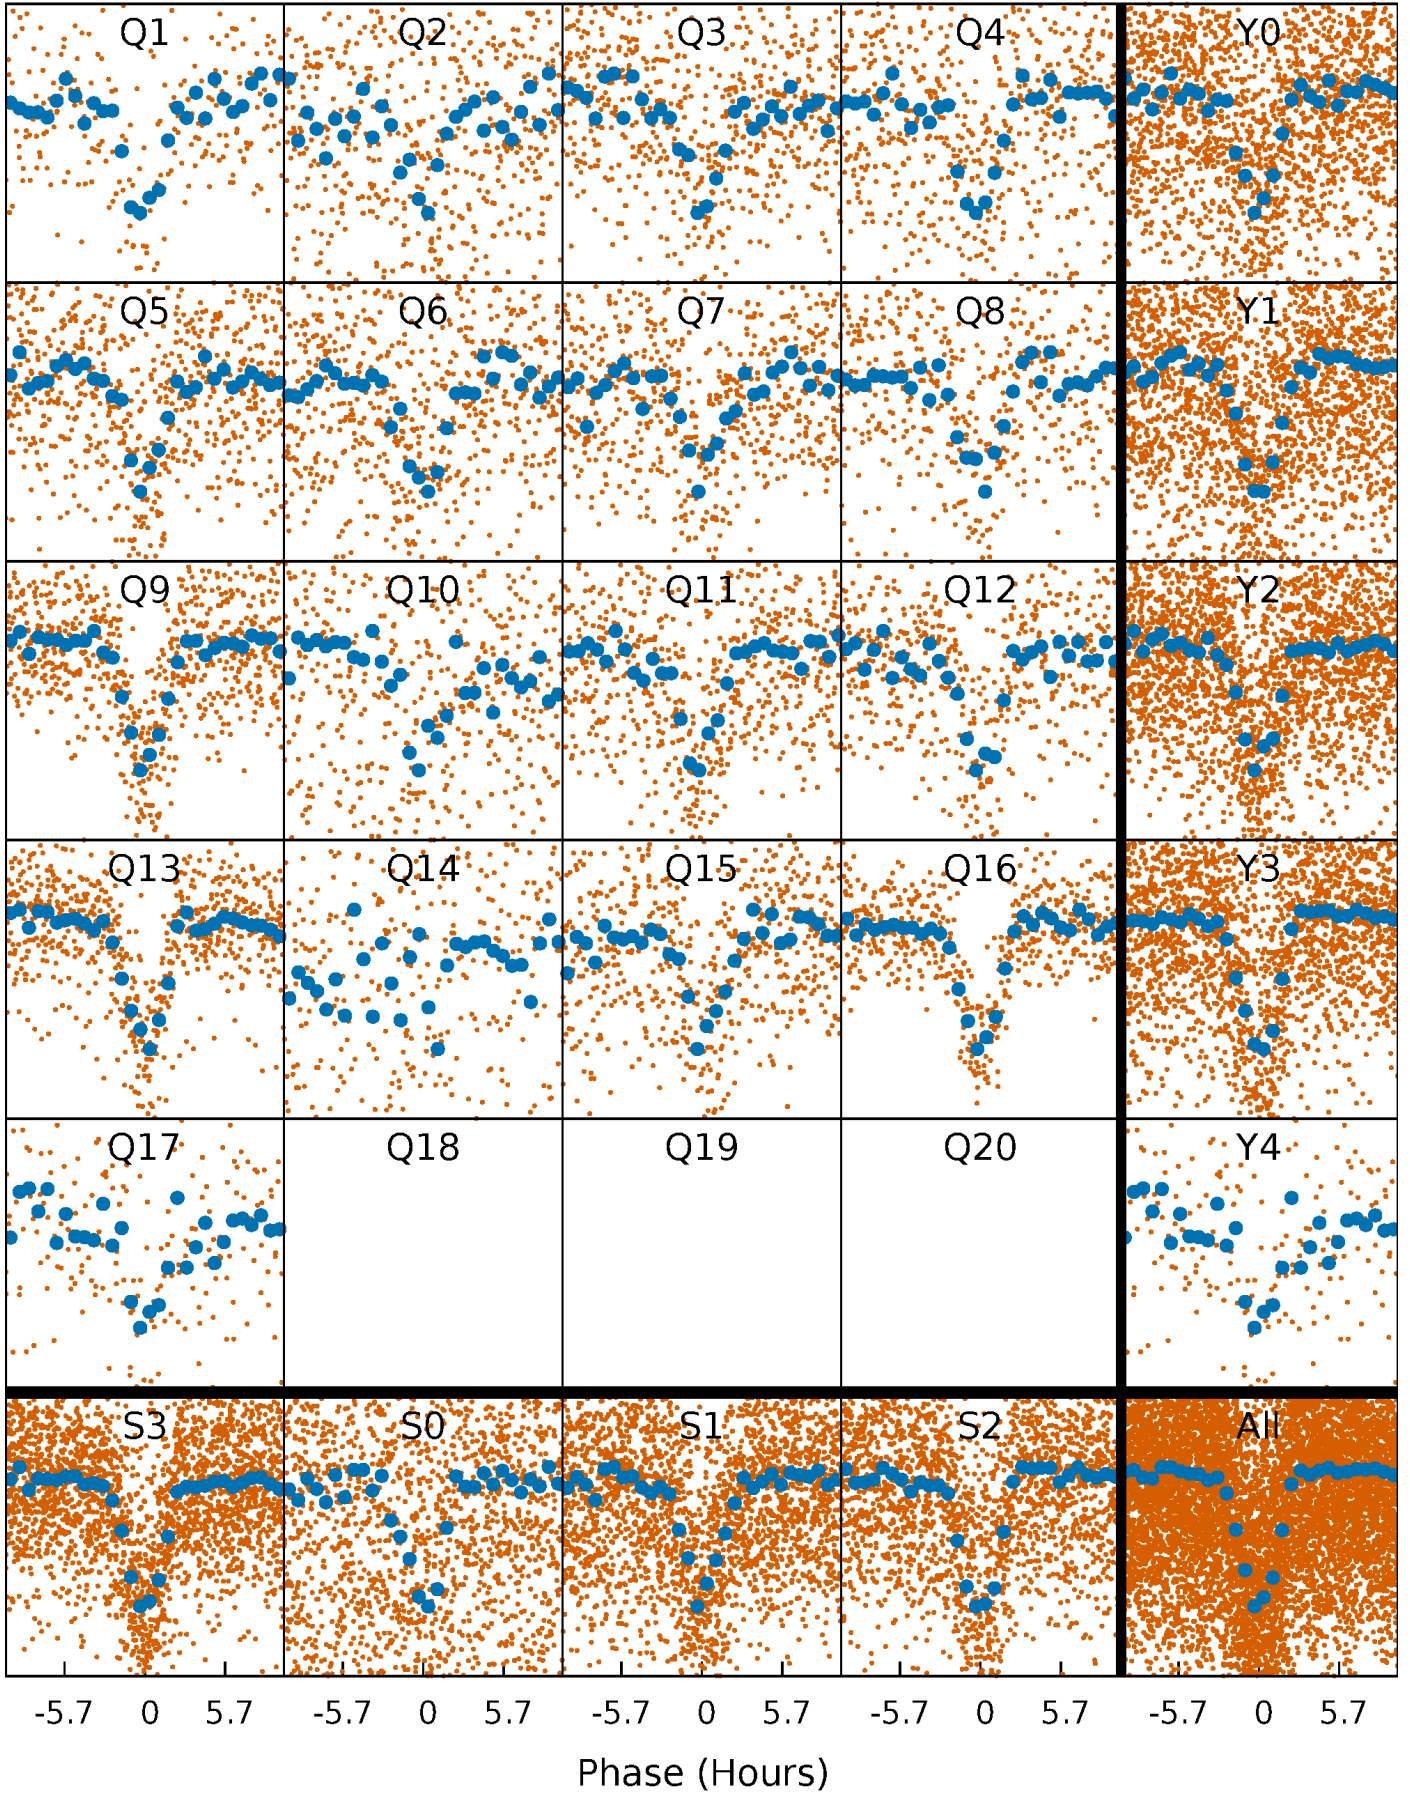 Q1 Q2 Q3 Q4 Y0
Q5 Q6 Q7 Q8 Y1
Q9 Q10 Q11 Q12 Y2
Q13 Q14 Q15 Q16 Y3
Q17 Q18 Q19 Q20 Y4
S3 S0 S1 S2 All
-5.7 0 5.7 -5.7 0 5.7 -5.7 0 5.7 -5.7 0 5.7 -5.7 0 5.7
Phase (Hours)